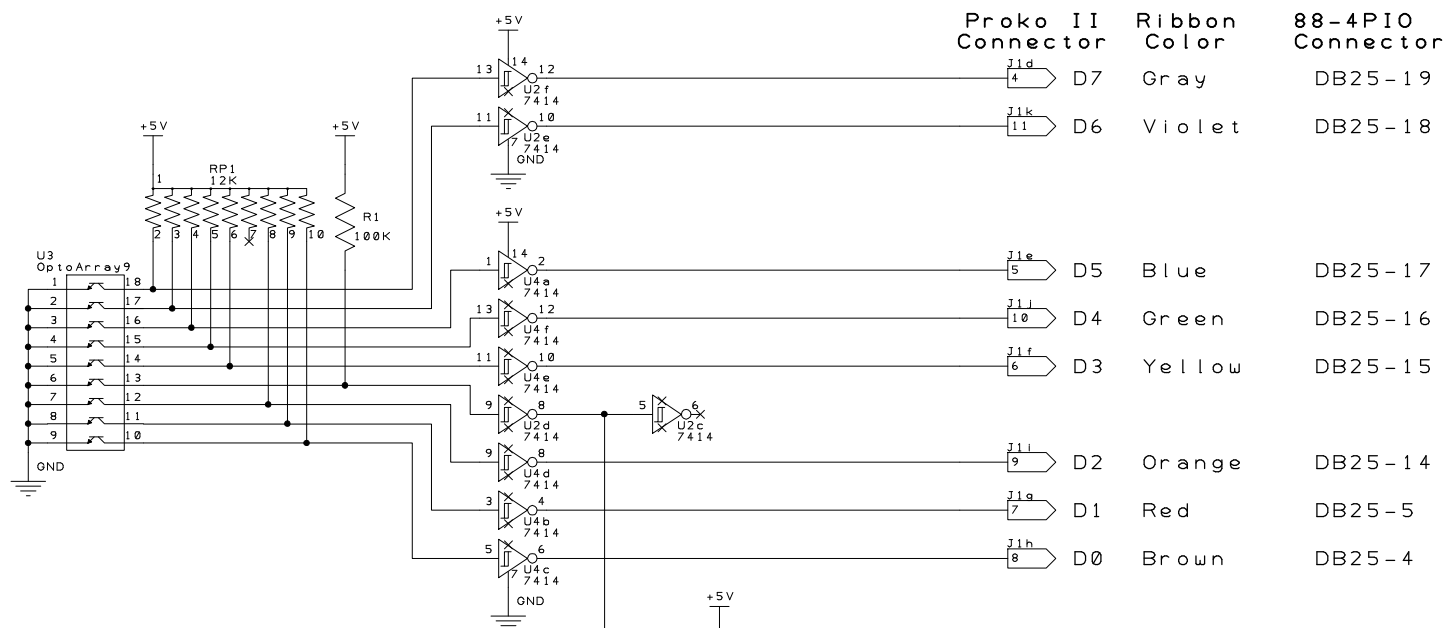 Proko II Ribbon 88-4PIO
Connector Color Connector
+5V
13 14 12
U2f
7414
J1d
4 D7 Gray DB25-19
11 10
7 U2e
7414
GND
J1k
11 D6 Violet DB25-18
+5V
+5V
1 RP1
12K
2 3 4 5 6 7 8 9 10
R1
100K
+5V
1 14 2
U4a
7414
J1e
5 D5 Blue DB25-17
13 12
U4f
7414
J1j
10 D4 Green DB25-16
11 10
U4e
7414
J1f
6 D3 Yellow DB25-15
U3
OptoArray9
1 18
2 17
3 16
4 15
5 14
6 13
7 12
8 11
9 10
GND
9 8
U2d
7414
5 6
U2c
7414
9 8
U4d
7414
J1i
9 D2 Orange DB25-14
3 4
U4b
7414
J1g
7 D1 Red DB25-5
5 6
7 U4c
7414
GND
J1h
8 D0 Brown DB25-4
+5V